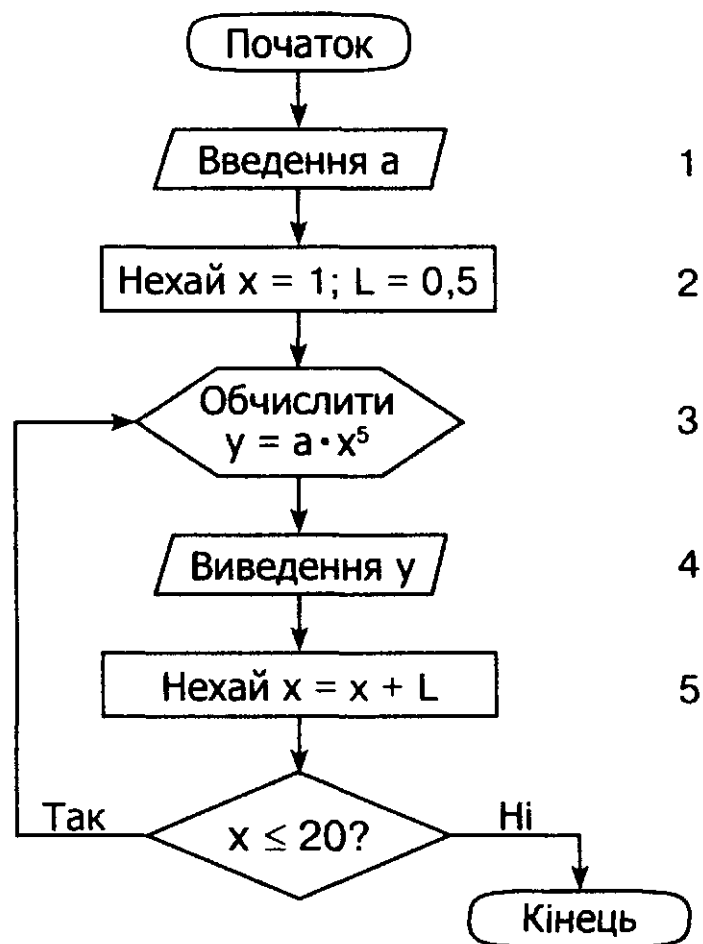 Початок
Введення a
1
Нехай x = 1; L = 0,5
2
Обчислити
y = a · x⁵
3
Виведення y
4
Нехай x = x + L
5
Так
x ≤ 20?
Ні
Кінець